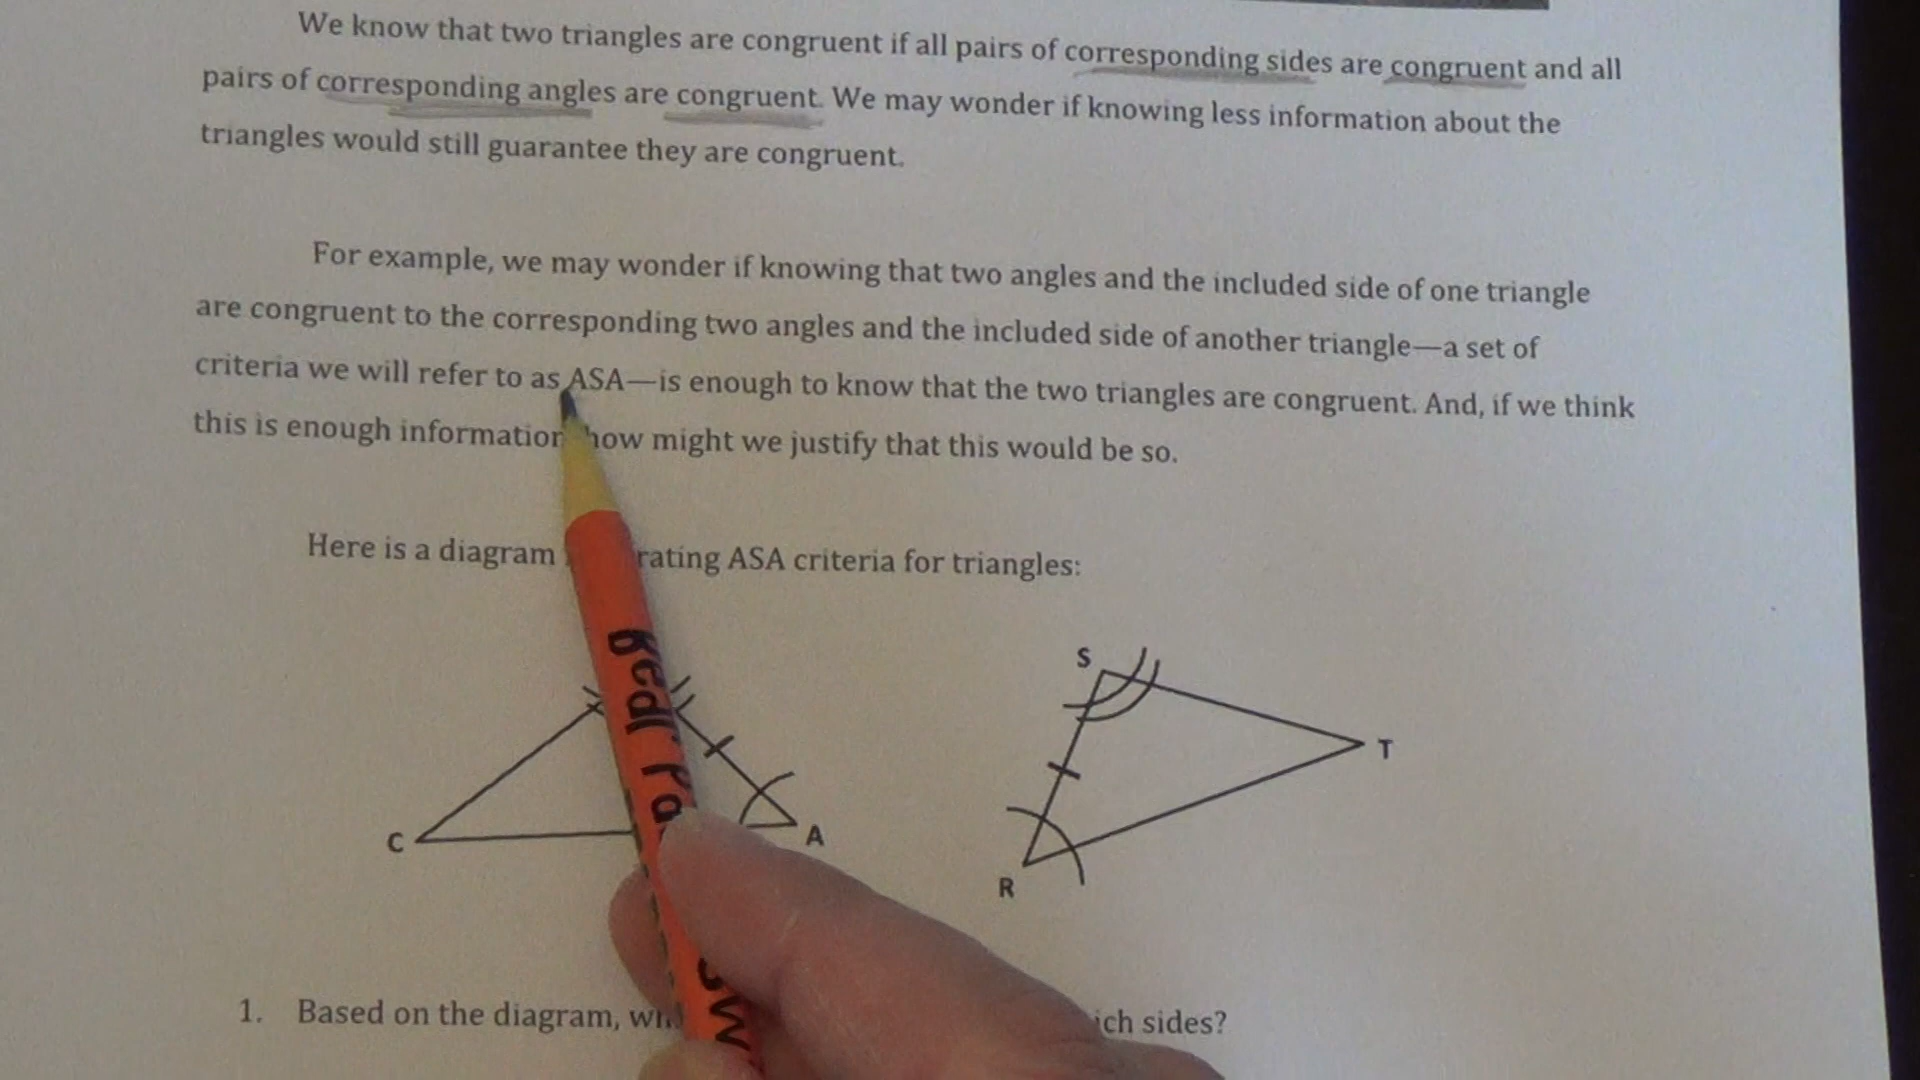 We know that two triangles are congruent if all pairs of corresponding sides are congruent and all
pairs of corresponding angles are congruent. We may wonder if knowing less information about the
triangles would still guarantee they are congruent.
For example, we may wonder if knowing that two angles and the included side of one triangle
are congruent to the corresponding two angles and the included side of another triangle—a set of
criteria we will refer to as ASA—is enough to know that the two triangles are congruent. And, if we think
this is enough information how might we justify that this would be so.
Here is a diagram rating ASA criteria for triangles:
S
T
C
A
R
1. Based on the diagram, sides?